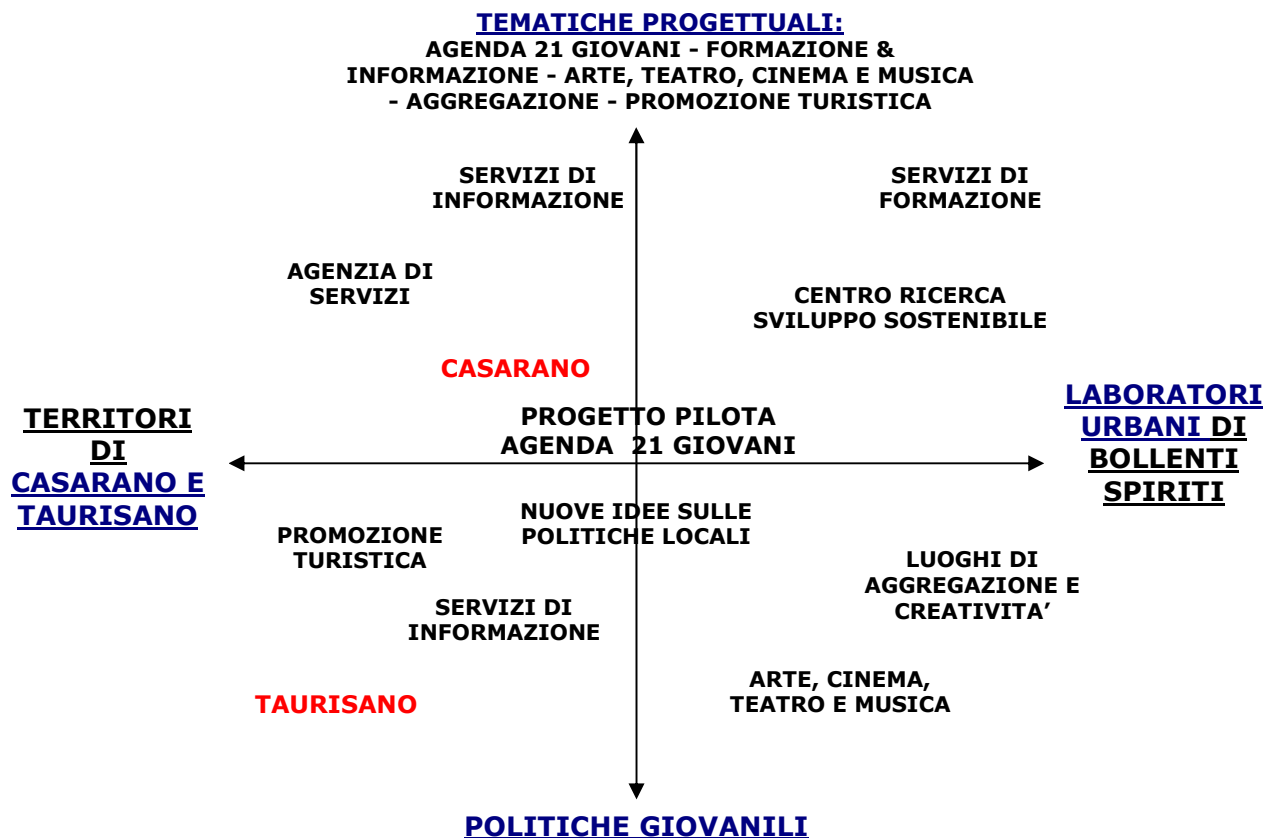 TEMATICHE PROGETTUALI:
AGENDA 21 GIOVANI - FORMAZIONE &
INFORMAZIONE - ARTE, TEATRO, CINEMA E MUSICA
- AGGREGAZIONE - PROMOZIONE TURISTICA
SERVIZI DI
INFORMAZIONE
SERVIZI DI
FORMAZIONE
AGENZIA DI
SERVIZI
CENTRO RICERCA
SVILUPPO SOSTENIBILE
CASARANO
TERRITORI
DI
CASARANO E
TAURISANO
PROGETTO PILOTA
AGENDA  21 GIOVANI
LABORATORI
URBANI DI
BOLLENTI
SPIRITI
NUOVE IDEE SULLE
POLITICHE LOCALI
PROMOZIONE
TURISTICA
LUOGHI DI
AGGREGAZIONE E
CREATIVITA’
SERVIZI DI
INFORMAZIONE
TAURISANO
ARTE, CINEMA,
TEATRO E MUSICA
POLITICHE GIOVANILI